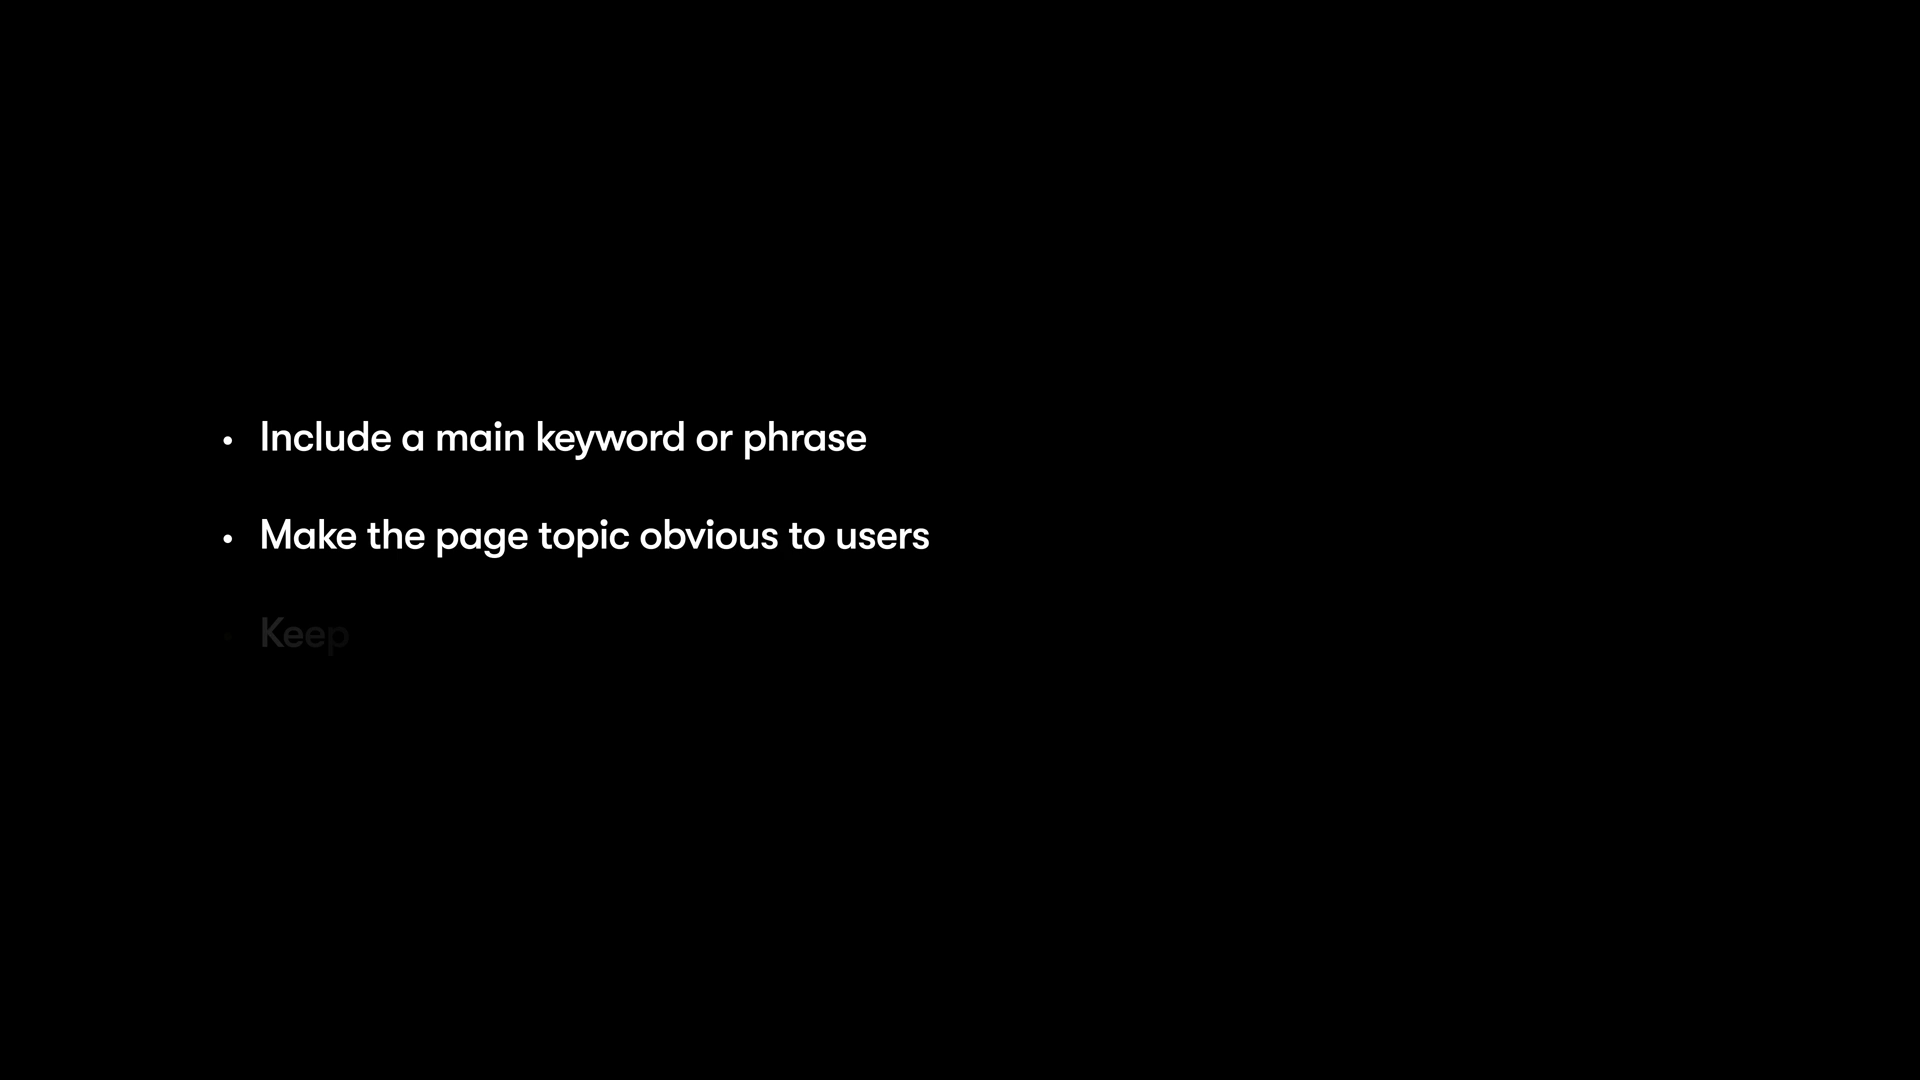 • Include a main keyword or phrase
• Make the page topic obvious to users
• Keep